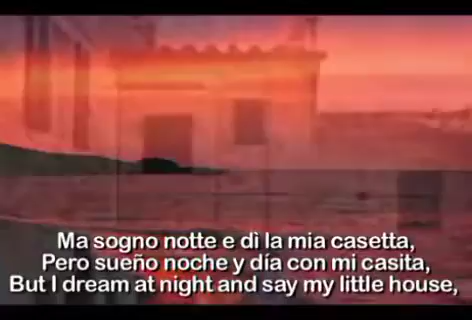 Ma sogno notte e dì la mia casetta,
Pero sueño noche y día con mi casita,
But I dream at night and say my little house,